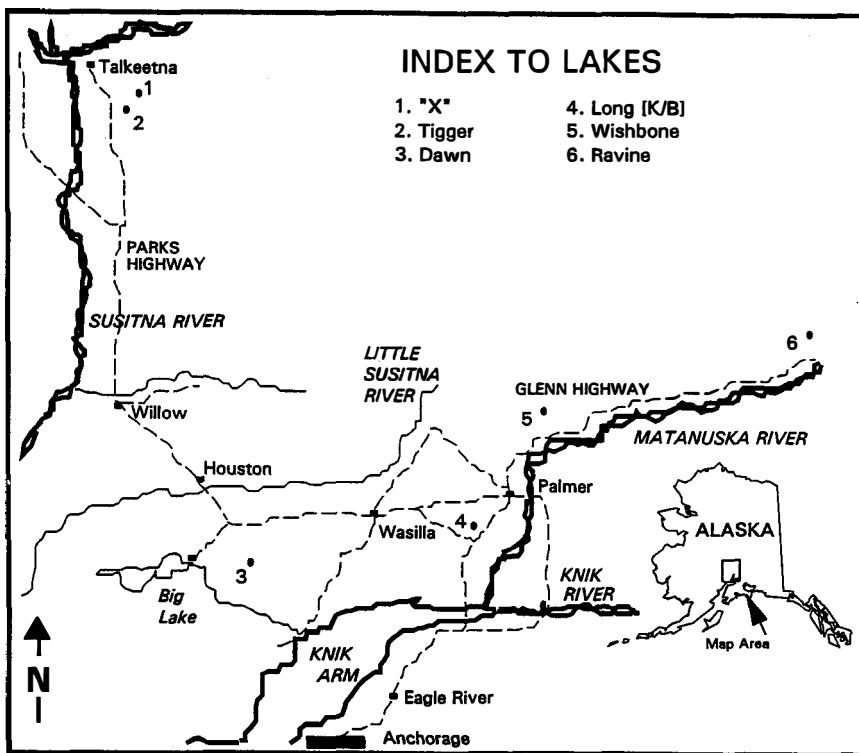 INDEX TO LAKES
1. "X"
2. Tigger
3. Dawn
4. Long [K/B]
5. Wishbone
6. Ravine
Talkeetna
1
2
PARKS
HIGHWAY
SUSITNA RIVER
LITTLE
SUSITNA
RIVER
6
GLENN HIGHWAY
5
MATANUSKA RIVER
Willow
Houston
Palmer
4
Wasilla
ALASKA
3
Big
Lake
KNIK
RIVER
Map Area
KNIK
ARM
N
Eagle River
Anchorage